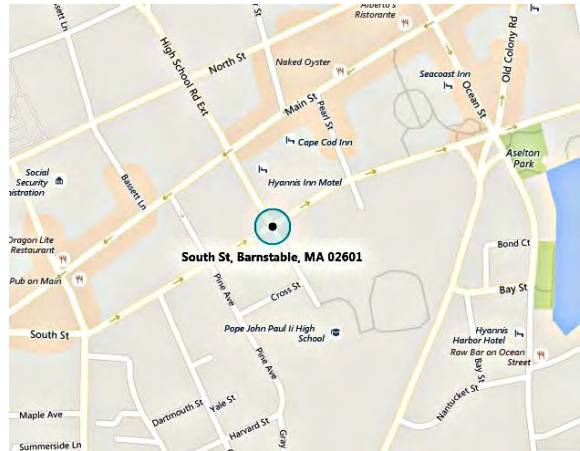 Alberto's
Ristorante
High School Rd Ext
North St
Naked Oyster
Main St
Pearl St
Seacoast Inn
Ocean St
Old Colony Rd
Cape Cod Inn
Aselton
Park
Social
Security
nistration
Bassett Ln
Hyannis Inn Motel
Dragon Lite
Restaurant
Pub on Main
South St, Barnstable, MA 02601
Bond Ct
Pine Ave
Cross St
Bay St
South St
Pope John Paul Ii High
School
Hyannis
Harbor Hotel
Raw Bar on Ocean
Street
Pine Ave
Bay St
Nantucket St
Maple Ave
Dartmouth St
Yale St
Harvard St
Gray
Summerside Ln